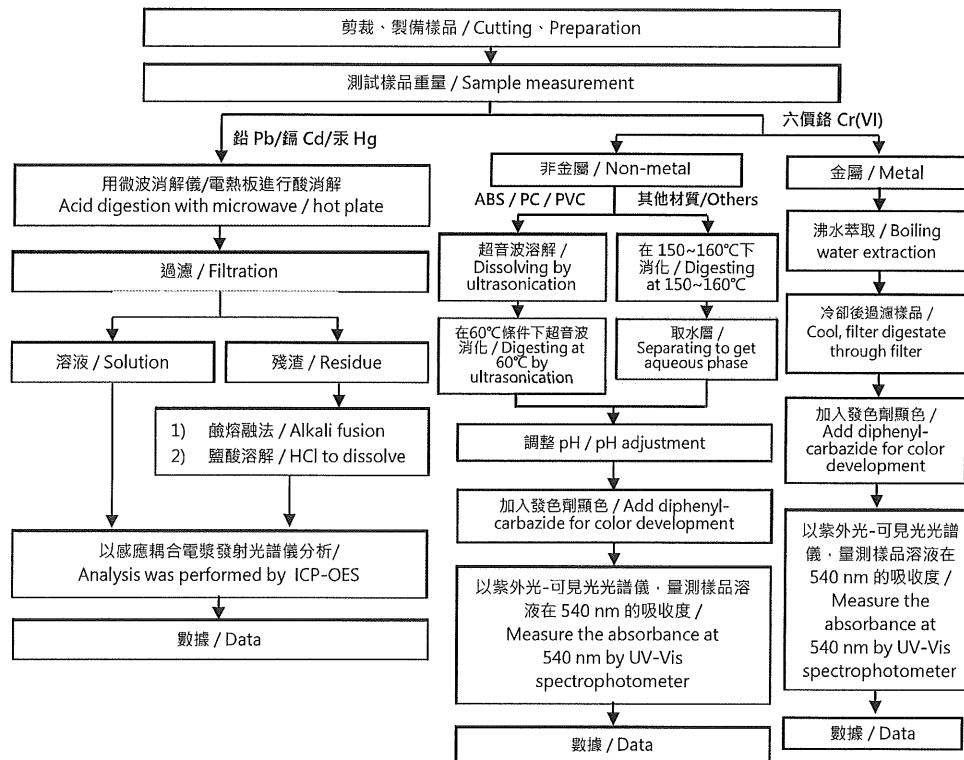 剪裁、製備樣品 / Cutting、Preparation
測試樣品重量 / Sample measurement
鉛 Pb/鎘 Cd/汞 Hg
用微波消解儀/電熱板進行酸消解
Acid digestion with microwave / hot plate
過濾 / Filtration
溶液 / Solution
殘渣 / Residue
1) 鹼熔融法 / Alkali fusion
2) 鹽酸溶解 / HCl to dissolve
以感應耦合電漿發射光譜儀分析/
Analysis was performed by ICP-OES
數據 / Data
六價鉻 Cr(VI)
非金屬 / Non-metal
ABS / PC / PVC
超音波溶解 /
Dissolving by
ultrasonication
在60℃條件下超音波
消化 / Digesting at
60℃ by
ultrasonication
其他材質/Others
在 150~160℃下
消化 / Digesting
at 150~160℃
取水層 /
Separating to get
aqueous phase
調整 pH / pH adjustment
加入發色劑顯色 / Add diphenyl-
carbazide for color development
以紫外光-可見光光譜儀，量測樣品溶
液在 540 nm 的吸收度 /
Measure the absorbance at
540 nm by UV-Vis
spectrophotometer
數據 / Data
金屬 / Metal
沸水萃取 / Boiling
water extraction
冷卻後過濾樣品 /
Cool, filter digestate
through filter
加入發色劑顯色 /
Add diphenyl-
carbazide for color
development
以紫外光-可見光光譜
儀，量測樣品溶液在
540 nm 的吸收度 /
Measure the
absorbance at
540 nm by UV-Vis
spectrophotometer
數據 / Data